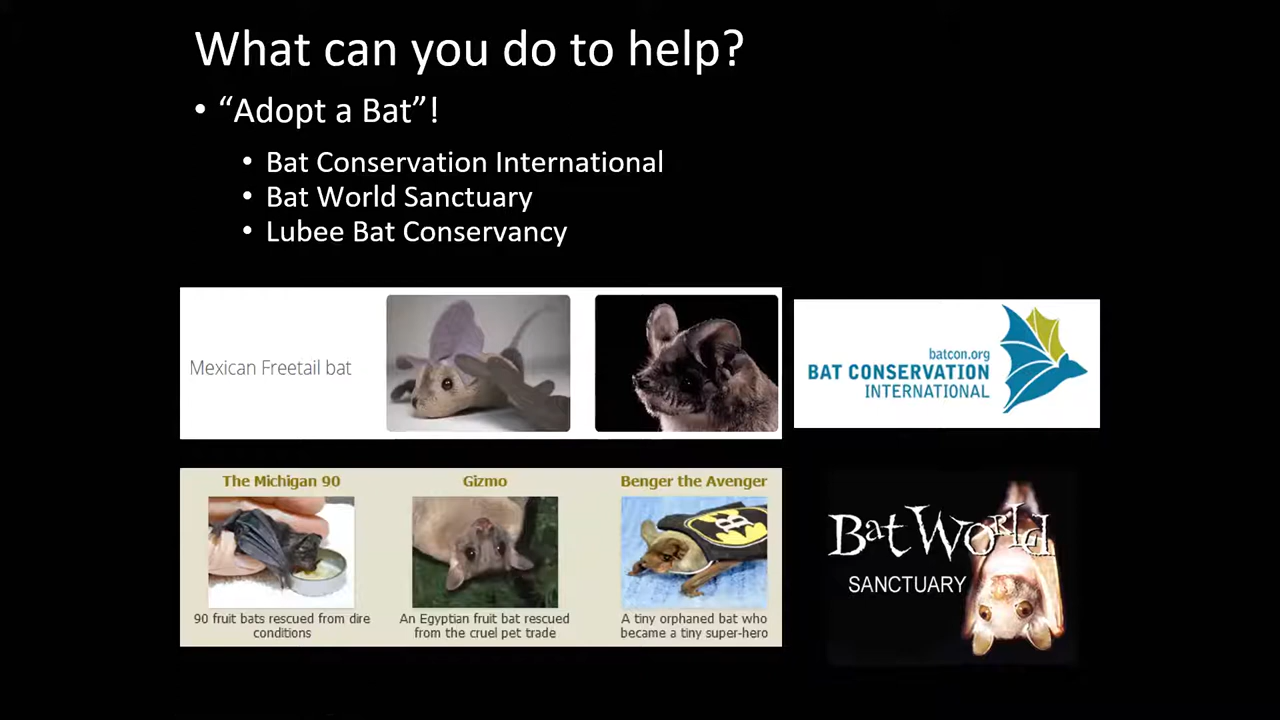 What can you do to help?
• “Adopt a Bat”!
• Bat Conservation International
• Bat World Sanctuary
• Lubee Bat Conservancy
Mexican Freetail bat
batcon.org
BAT CONSERVATION
INTERNATIONAL
The Michigan 90
90 fruit bats rescued from dire
conditions
Gizmo
An Egyptian fruit bat rescued
from the cruel pet trade
Benger the Avenger
B
A tiny orphaned bat who
became a tiny super-hero
Bat World
SANCTUARY